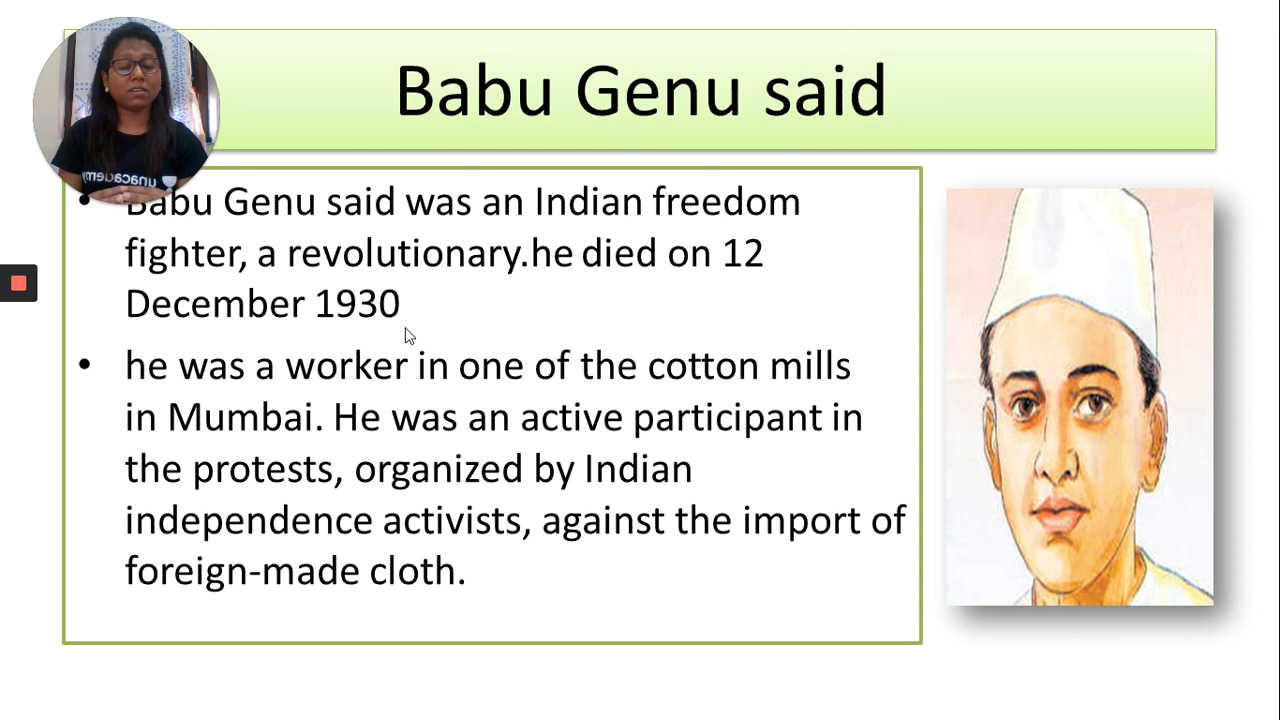 Babu Genu said
• Babu Genu said was an Indian freedom
fighter, a revolutionary.he died on 12
December 1930
• he was a worker in one of the cotton mills
in Mumbai. He was an active participant in
the protests, organized by Indian
independence activists, against the import of
foreign-made cloth.
unacademy